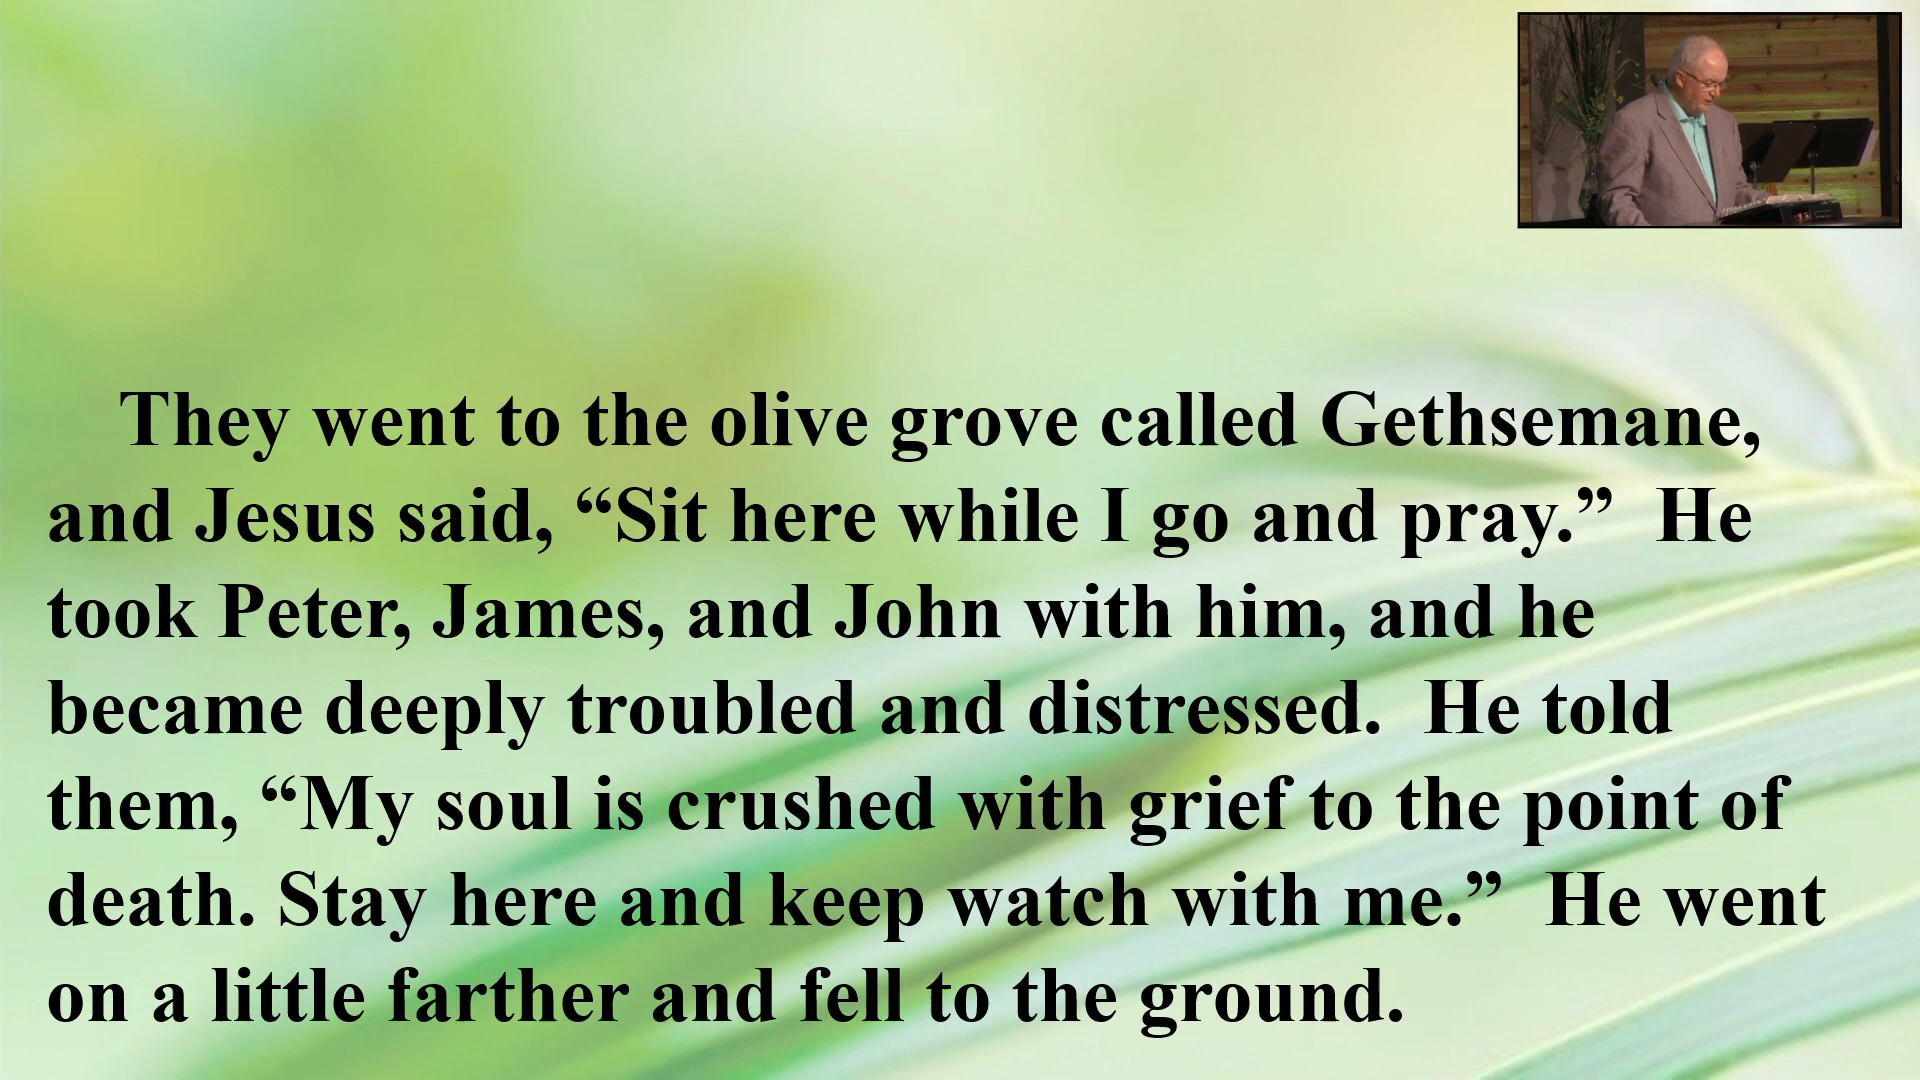 They went to the olive grove called Gethsemane,
and Jesus said, “Sit here while I go and pray.”  He
took Peter, James, and John with him, and he
became deeply troubled and distressed.  He told
them, “My soul is crushed with grief to the point of
death. Stay here and keep watch with me.”  He went
on a little farther and fell to the ground.